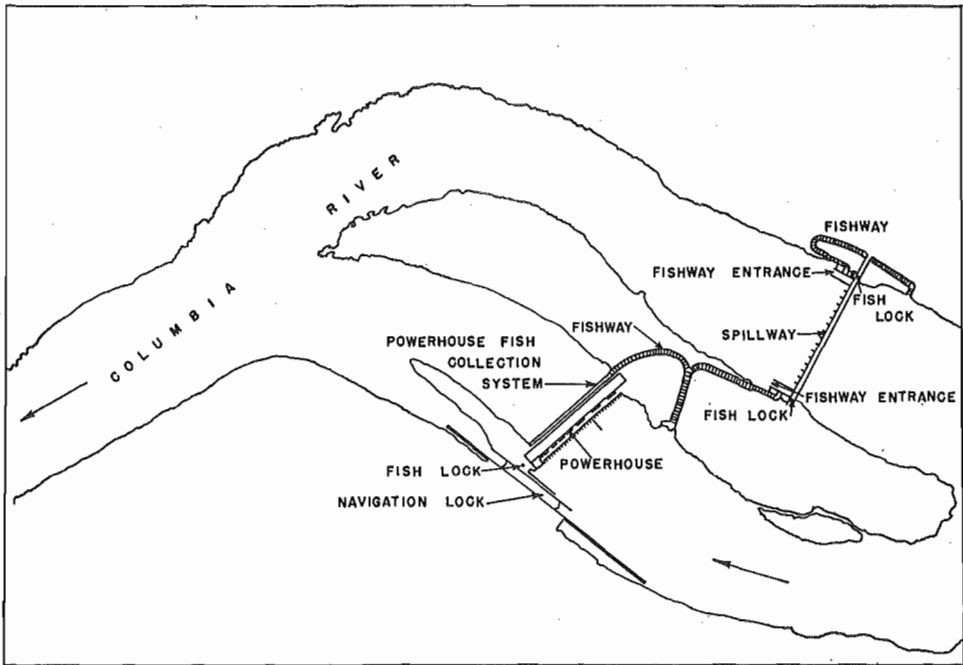 COLUMBIA RIVER
FISHWAY
FISHWAY ENTRANCE
FISH
LOCK
SPILLWAY
FISHWAY
POWERHOUSE FISH
COLLECTION
SYSTEM
FISHWAY ENTRANCE
FISH LOCK
POWERHOUSE
FISH LOCK
NAVIGATION LOCK